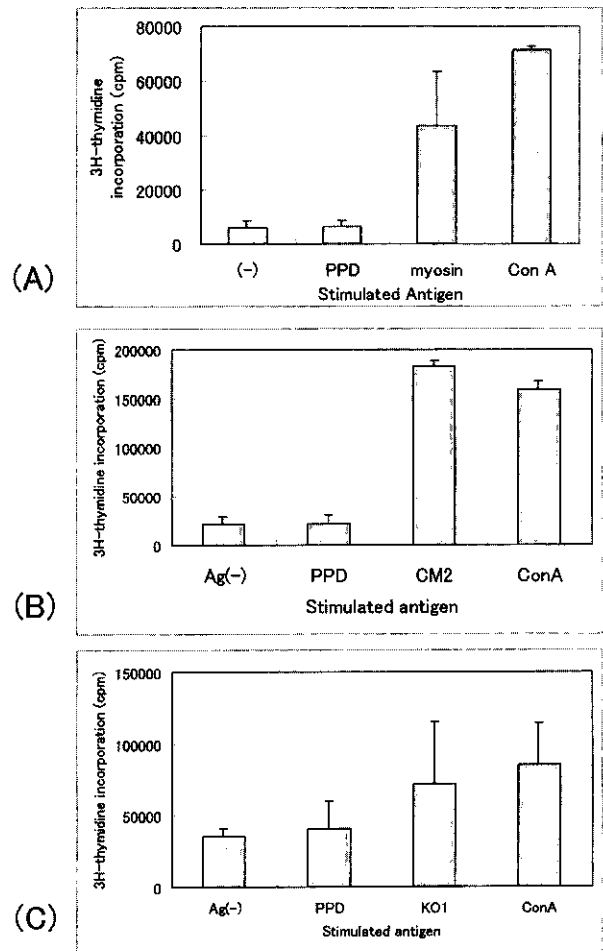 80000
60000
40000
20000
0
3H-thymidine
incorporation (cpm)
(-) PPD myosin Con A
Stimulated Antigen
(A)
200000
150000
100000
50000
0
3H-thymidine incorporation (cpm)
Ag(-) PPD CM2 ConA
Stimulated antigen
(B)
150000
100000
50000
0
3H-thymidine incorporation (cpm)
Ag(-) PPD KO1 ConA
Stimulated antigen
(C)